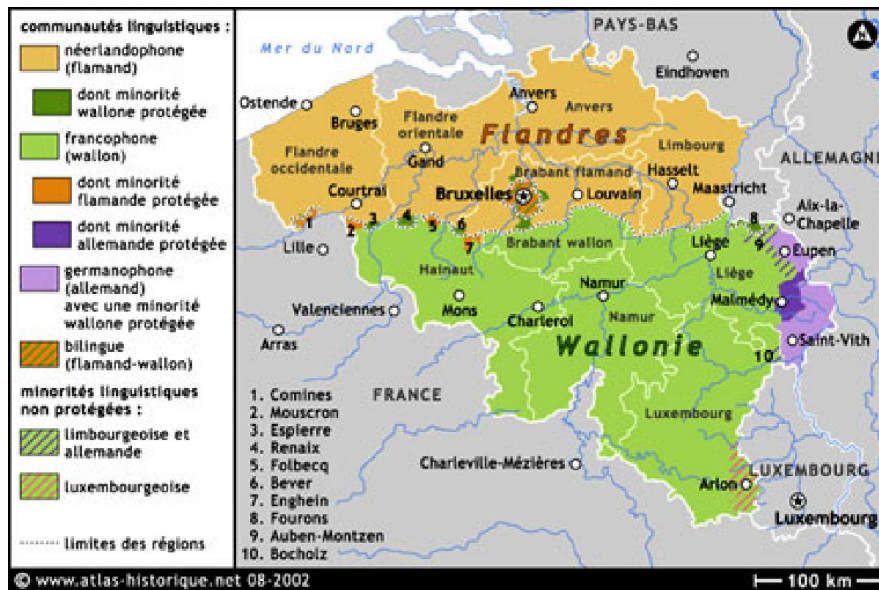 communautés linguistiques :
néerlandophone
(flamand)
dont minorité
wallone protégée
francophone
(wallon)
dont minorité
flamande protégée
dont minorité
allemande protégée
germanophone
(allemand)
avec une minorité
wallone protégée
bilingue
(flamand-wallon)
minorités linguistiques
non protégées :
limbourgeoise et
allemande
luxembourgeoise
limites des régions
PAYS-BAS
Mer du Nord
Eindhoven
Ostende
Bruges
Anvers
Anvers
Flandre
orientale
Flandres
Limbourg
Gand
Flandre
occidentale
Brabant flamand
Hasselt
ALLEMAGNE
Courtrai
Bruxelles
Louvain
Maastricht
Aix-la-
Chapelle
1
2
3
4
5
6
7
8
9
Lille
Brabant wallon
Liège
Eupen
Hainaut
Liège
Namur
Malmédy
Valenciennes
Mons
Charleroi
Namur
Arras
Wallonie
Saint-Vith
10
FRANCE
Luxembourg
1. Comines
2. Mouscron
3. Espierre
4. Renaix
5. Folbecq
6. Bever
7. Enghein
8. Fourons
9. Auben-Montzen
10. Bocholz
Charleville-Mézières
LUXEMBOURG
Arlon
Luxembourg
© www.atlas-historique.net 08-2002
100 km